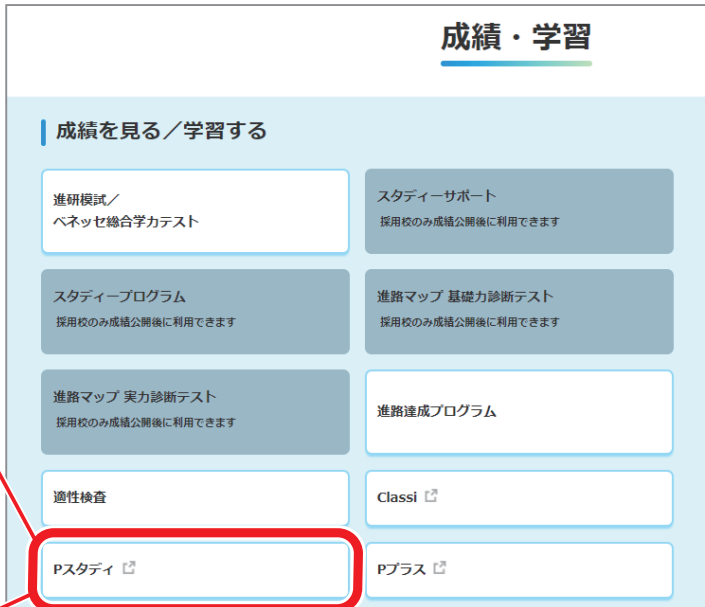 成績・学習
成績を見る／学習する
進研模試／
ベネッセ総合学力テスト
スタディーサポート
採用校のみ成績公開後に利用できます
スタディープログラム
採用校のみ成績公開後に利用できます
進路マップ 基礎力診断テスト
採用校のみ成績公開後に利用できます
進路マップ 実力診断テスト
採用校のみ成績公開後に利用できます
進路達成プログラム
適性検査
Classi
Pスタディ
Pプラス